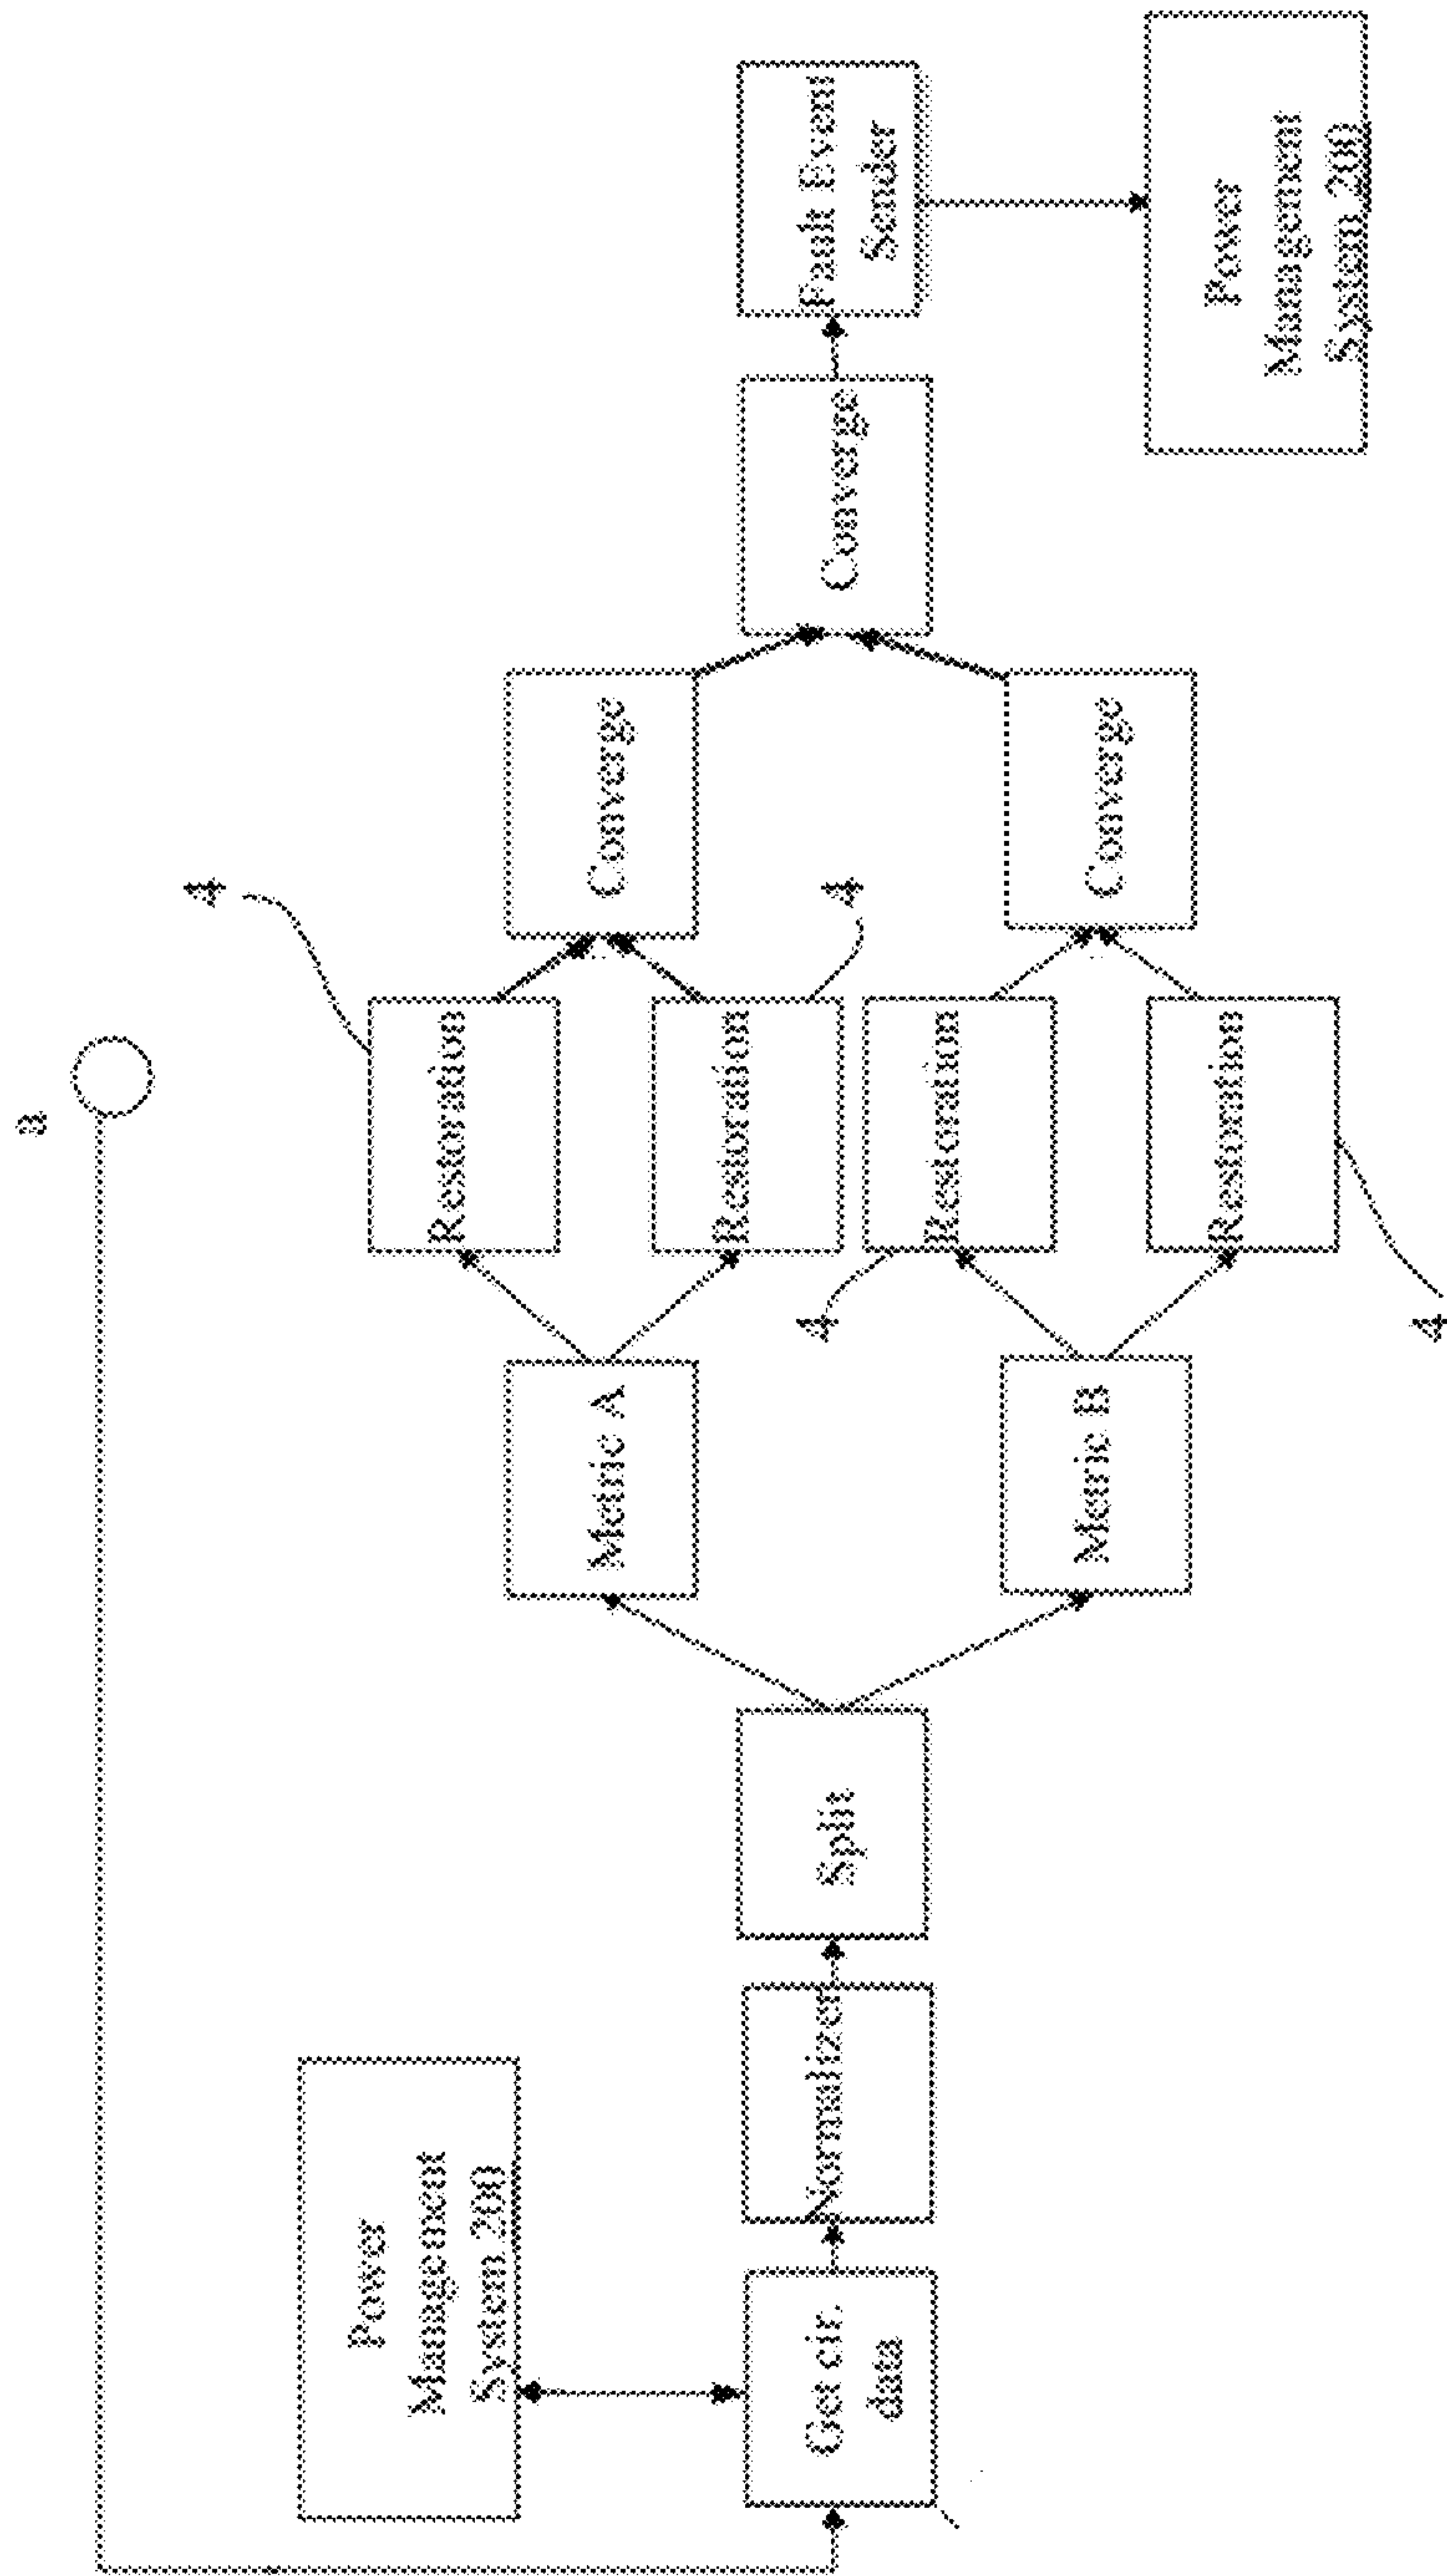 a
Power
Management
System 200
Get cir.
data
Normalizer
Split
Metric A
Metric B
4
Restoration
4
Restoration
4
Restoration
4
Restoration
Converge
Converge
Converge
Fault Event
Sender
Power
Management
System 200